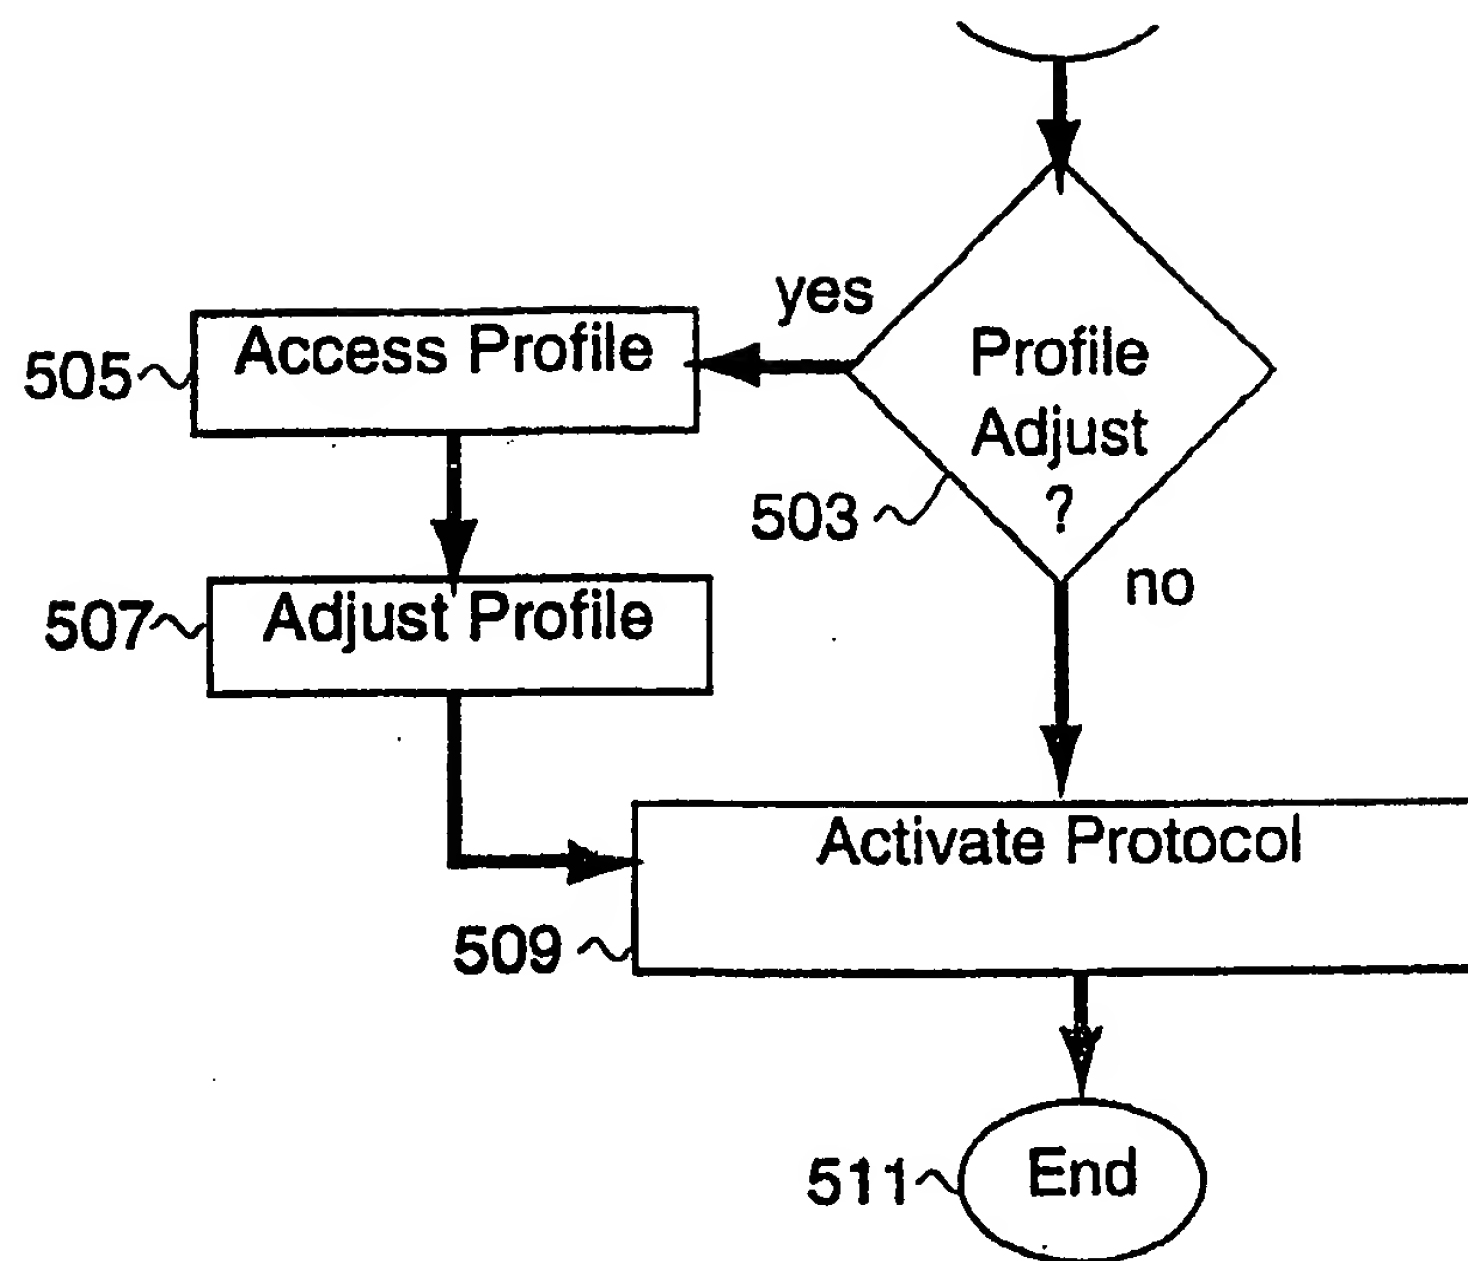 yes
Access Profile
505
Profile
Adjust
?
503
no
Adjust Profile
507
Activate Protocol
509
End
511